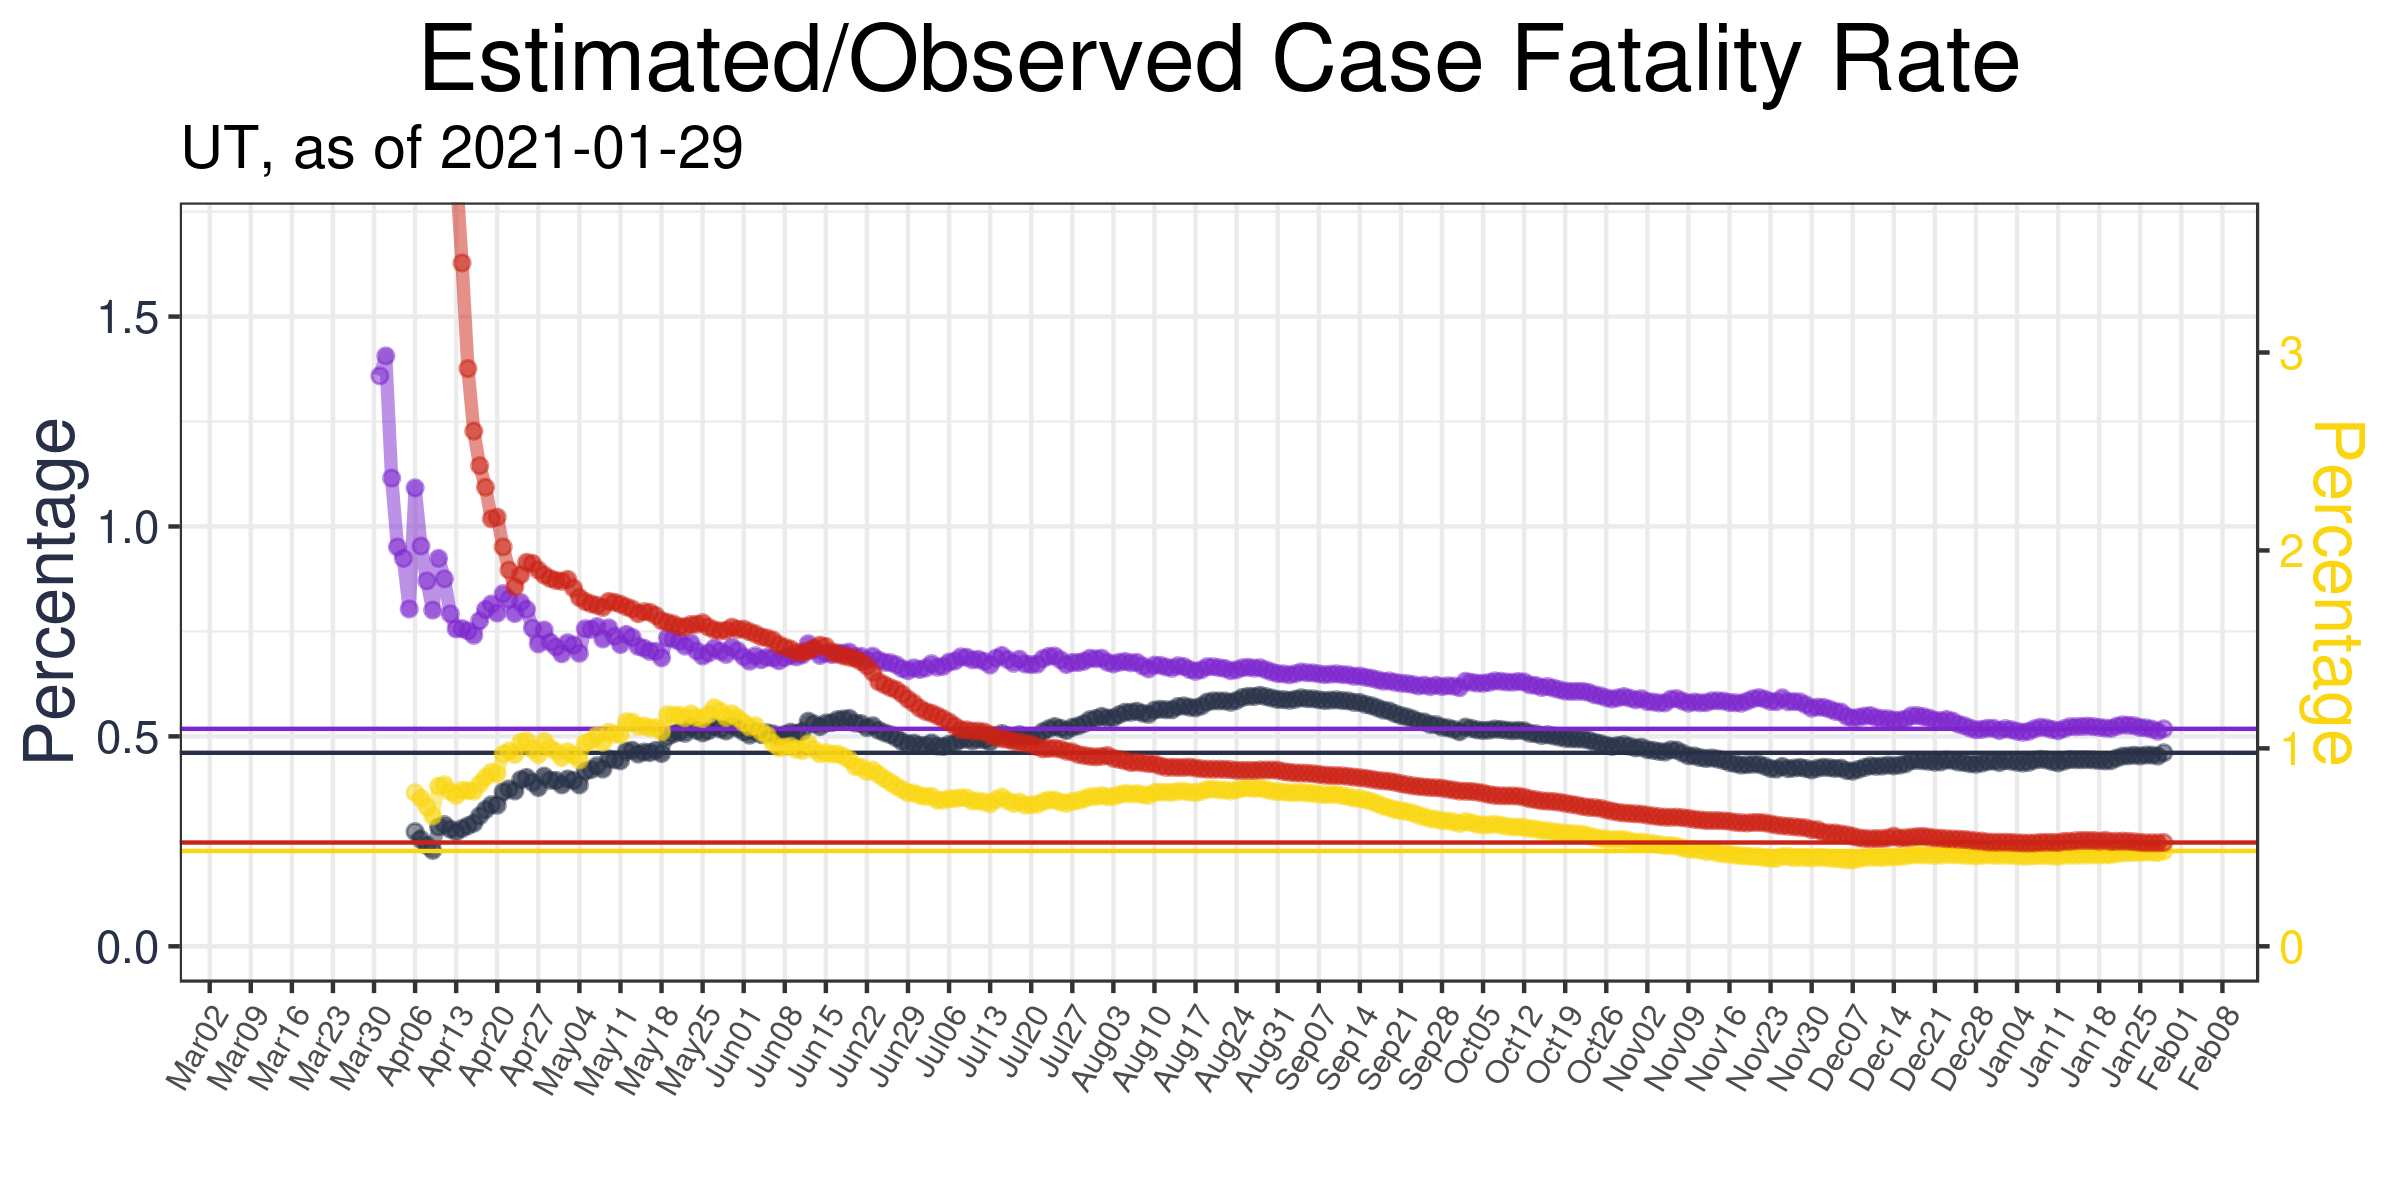 Estimated/Observed Case Fatality Rate
UT, as of 2021-01-29
Percentage
1.5
1.0
0.5
0.0
3
2
1
0
Percentage
Mar02
Mar09
Mar16
Mar23
Mar30
Apr06
Apr13
Apr20
Apr27
May04
May11
May18
May25
Jun01
Jun08
Jun15
Jun22
Jun29
Jul06
Jul13
Jul20
Jul27
Aug03
Aug10
Aug17
Aug24
Aug31
Sep07
Sep14
Sep21
Sep28
Oct05
Oct12
Oct19
Oct26
Nov02
Nov09
Nov16
Nov23
Nov30
Dec07
Dec14
Dec21
Dec28
Jan04
Jan11
Jan18
Jan25
Feb01
Feb08